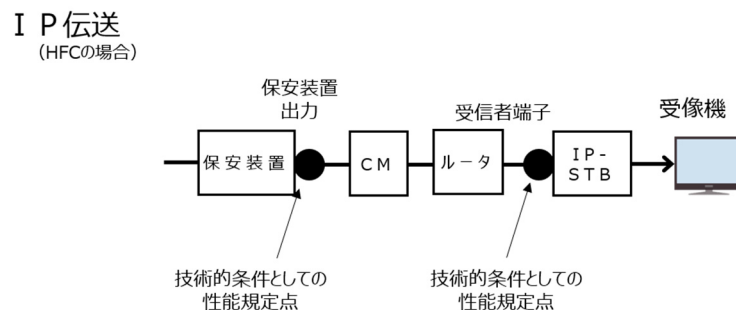 ＩＰ伝送
（HFCの場合）
保安装置
出力
受信者端子
受像機
保安装置
ＣＭ
ルータ
ＩＰ-
ＳＴＢ
技術的条件としての
性能規定点
技術的条件としての
性能規定点